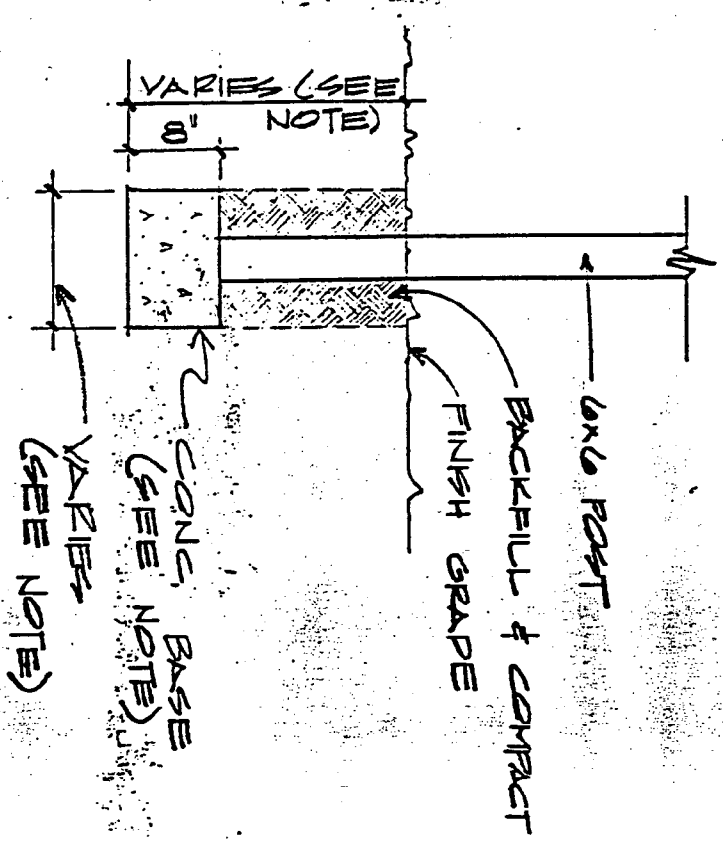 VARIES (SEE
NOTE)
8"
6x6 POST
BACKFILL & COMPACT
FINISH GRADE
CONC. BASE
(SEE NOTE)
VARIES
(SEE NOTE)